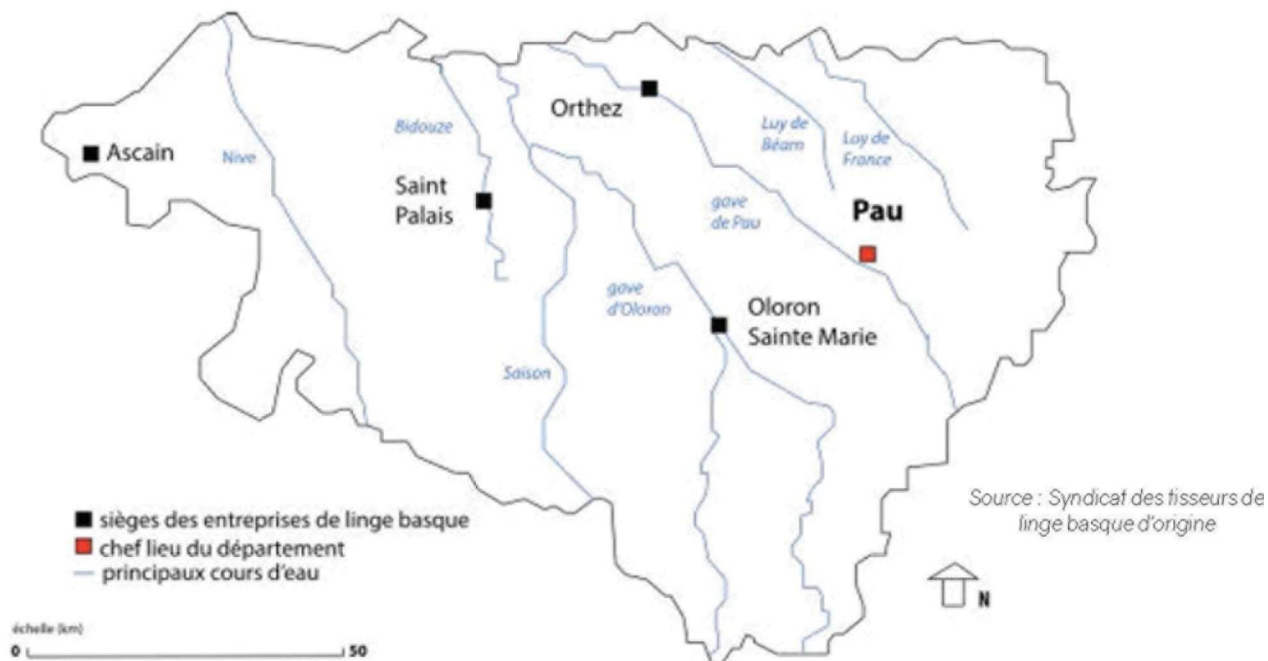 Ascain
Nive
Bidouze
Saint
Palais
Orthez
Luy de
Béarn
Luy de
France
gave
de Pau
Pau
gave
d'Oloron
Oloron
Sainte Marie
Saison
sièges des entreprises de linge basque
chef lieu du département
principaux cours d'eau
Source : Syndicat des tisseurs de
linge basque d'origine
N
échelle (km)
0 50